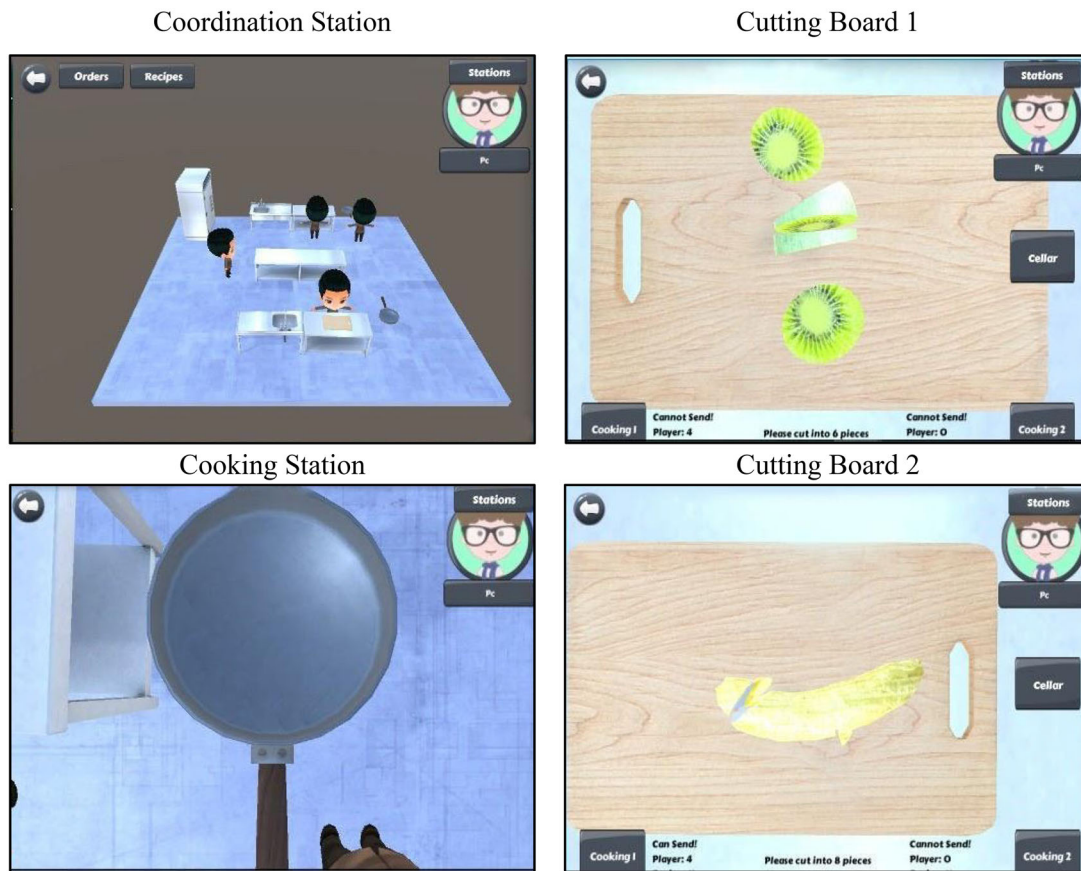 Coordination Station
Cutting Board 1
Orders
Recipes
Stations
Pc
Stations
Pc
Cellar
Cooking 1
Cannot Send!
Player: 4
Please cut into 6 pieces
Cannot Send!
Player: 0
Cooking 2
Cooking Station
Cutting Board 2
Stations
Pc
Stations
Pc
Cellar
Cooking 1
Can Send!
Player: 4
Please cut into 8 pieces
Cannot Send!
Player: 0
Cooking 2